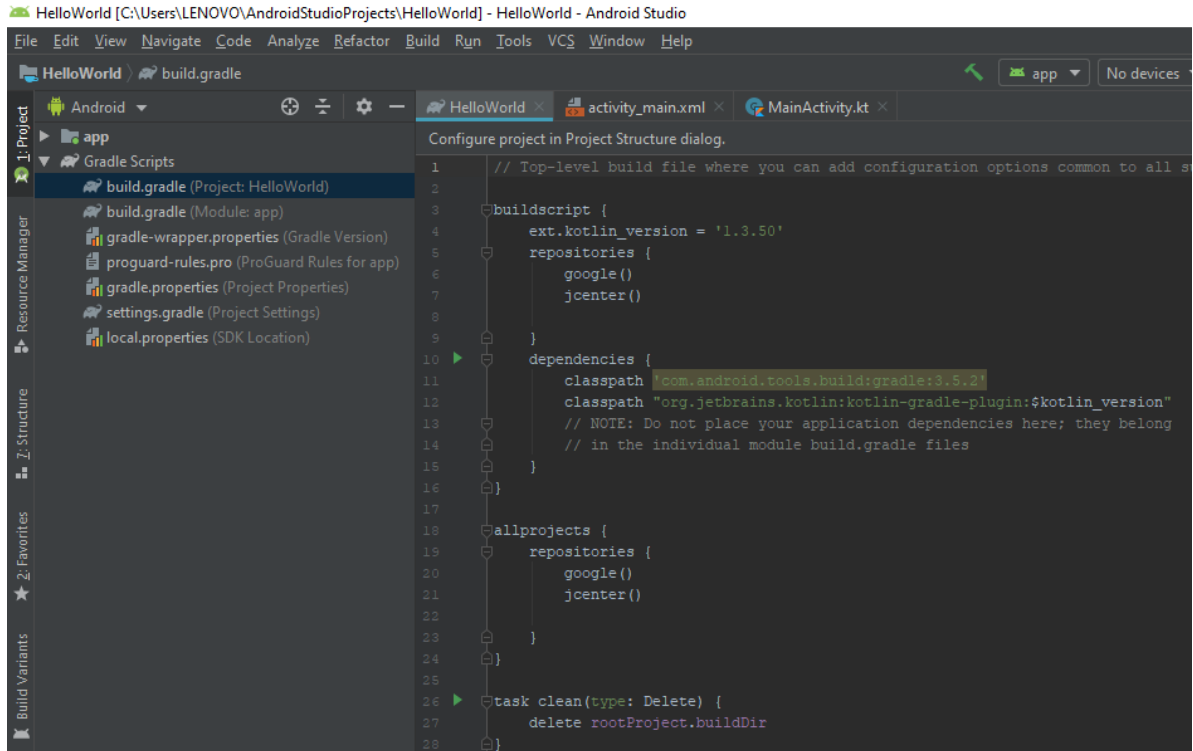 HelloWorld [C:\Users\LENOVO\AndroidStudioProjects\HelloWorld] - HelloWorld - Android Studio
File Edit View Navigate Code Analyze Refactor Build Run Tools VCS Window Help
HelloWorld build.gradle app No devices
Android HelloWorld activity_main.xml MainActivity.kt
1: Project
Resource Manager
7: Structure
2: Favorites
Build Variants
app
Gradle Scripts
build.gradle (Project: HelloWorld)
build.gradle (Module: app)
gradle-wrapper.properties (Gradle Version)
proguard-rules.pro (ProGuard Rules for app)
gradle.properties (Project Properties)
settings.gradle (Project Settings)
local.properties (SDK Location)
Configure project in Project Structure dialog.
1 // Top-level build file where you can add configuration options common to all
2
3 buildscript {
4 ext.kotlin_version = '1.3.50'
5 repositories {
6 google()
7 jcenter()
8
9 }
10 dependencies {
11 classpath 'com.android.tools.build:gradle:3.5.2'
12 classpath "org.jetbrains.kotlin:kotlin-gradle-plugin:$kotlin_version"
13 // NOTE: Do not place your application dependencies here; they belong
14 // in the individual module build.gradle files
15 }
16 }
17
18 allprojects {
19 repositories {
20 google()
21 jcenter()
22
23 }
24 }
25
26 task clean(type: Delete) {
27 delete rootProject.buildDir
28 }